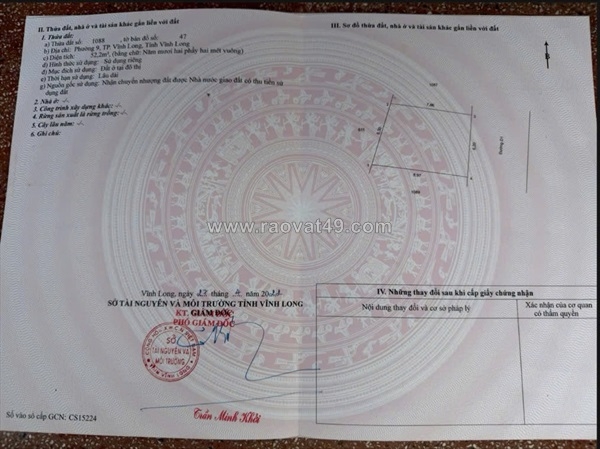 II. Thửa đất, nhà ở và tài sản khác gắn liền với đất
1. Thửa đất:
a) Thửa đất số: 1088, tờ bản đồ số: 47
b) Địa chỉ: Phường 9, TP Vĩnh Long, Tỉnh Vĩnh Long
c) Diện tích: 52,2m², (bằng chữ: Năm mươi hai phẩy hai mét vuông)
d) Hình thức sử dụng: Sử dụng riêng
đ) Mục đích sử dụng: Đất ở tại đô thị
e) Thời hạn sử dụng: Lâu dài
g) Nguồn gốc sử dụng: Nhận chuyển nhượng đất được Nhà nước giao đất có thu tiền sử
dụng đất
2. Nhà ở: -/-
3. Công trình xây dựng khác: -/-
4. Rừng sản xuất là rừng trồng: -/-
5. Cây lâu năm: -/-
6. Ghi chú:
III. Sơ đồ thửa đất, nhà ở và tài sản khác gắn liền với đất
1089
www.raovat49.com
Vĩnh Long, ngày tháng năm
SỞ TÀI NGUYÊN VÀ MÔI TRƯỜNG TỈNH VĨNH LONG
KT. GIÁM ĐỐC
PHÓ GIÁM ĐỐC
SỞ
TÀI NGUYÊN VÀ
MÔI TRƯỜNG
Trần Minh Khởi
Số vào sổ cấp GCN: CS15224
IV. Những thay đổi sau khi cấp giấy chứng nhận
Nội dung thay đổi và cơ sở pháp lý
Xác nhận của cơ quan
có thẩm quyền